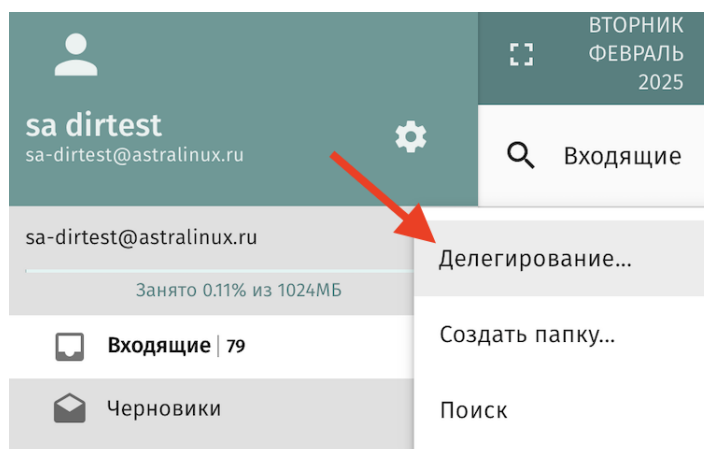 ВТОРНИК
ФЕВРАЛЬ
2025
sa dirtest
sa-dirtest@astralinux.ru
Входящие
sa-dirtest@astralinux.ru
Делегирование...
Занято 0.11% из 1024МБ
Создать папку...
Входящие | 79
Черновики
Поиск